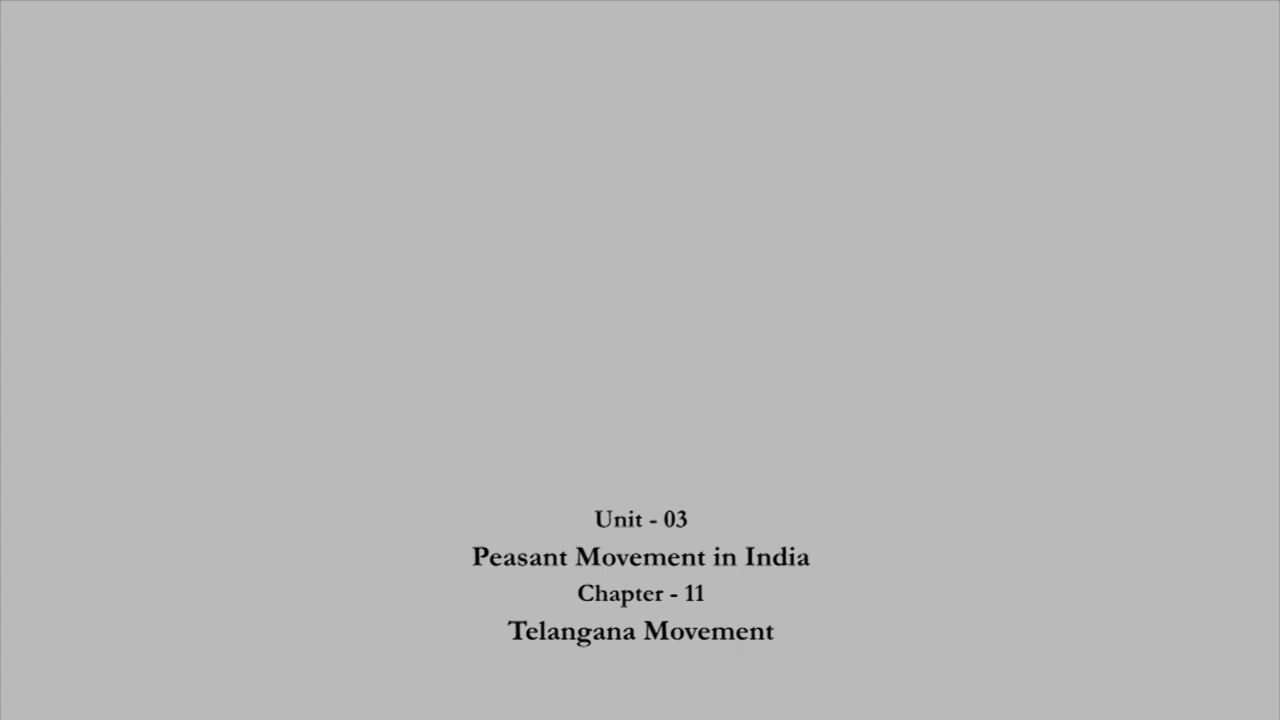 Unit - 03
Peasant Movement in India
Chapter - 11
Telangana Movement